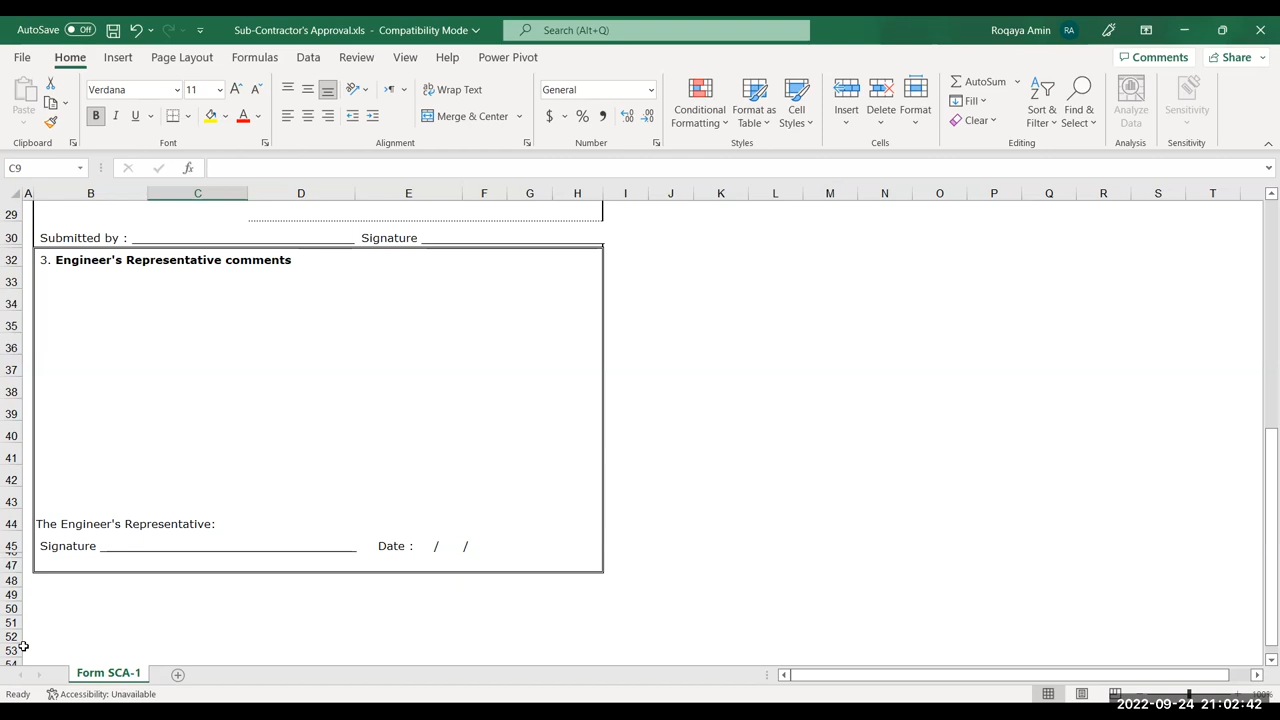 AutoSave Off Sub-Contractor's Approval.xls - Compatibility Mode Search (Alt+Q) Roqaya Amin RA
File Home Insert Page Layout Formulas Data Review View Help Power Pivot Comments Share
Paste Verdana 11 Wrap Text General Conditional Formatting Format as Table Cell Styles Insert Delete Format AutoSum Sort & Filter Find & Select Analyze Data Sensitivity
B I U Merge & Center $ % Fill
Clear
Clipboard Font Alignment Number Styles Cells Editing Analysis Sensitivity
C9 fx
A B C D E F G H I J K L M N O P Q R S T
29
30 Submitted by : Signature
32 3. Engineer's Representative comments
33
34
35
36
37
38
39
40
41
42
43
44 The Engineer's Representative:
45 Signature Date : / /
47
48
49
50
51
52
53
54
Form SCA-1
Ready Accessibility: Unavailable 100%
2022-09-24 21:02:42